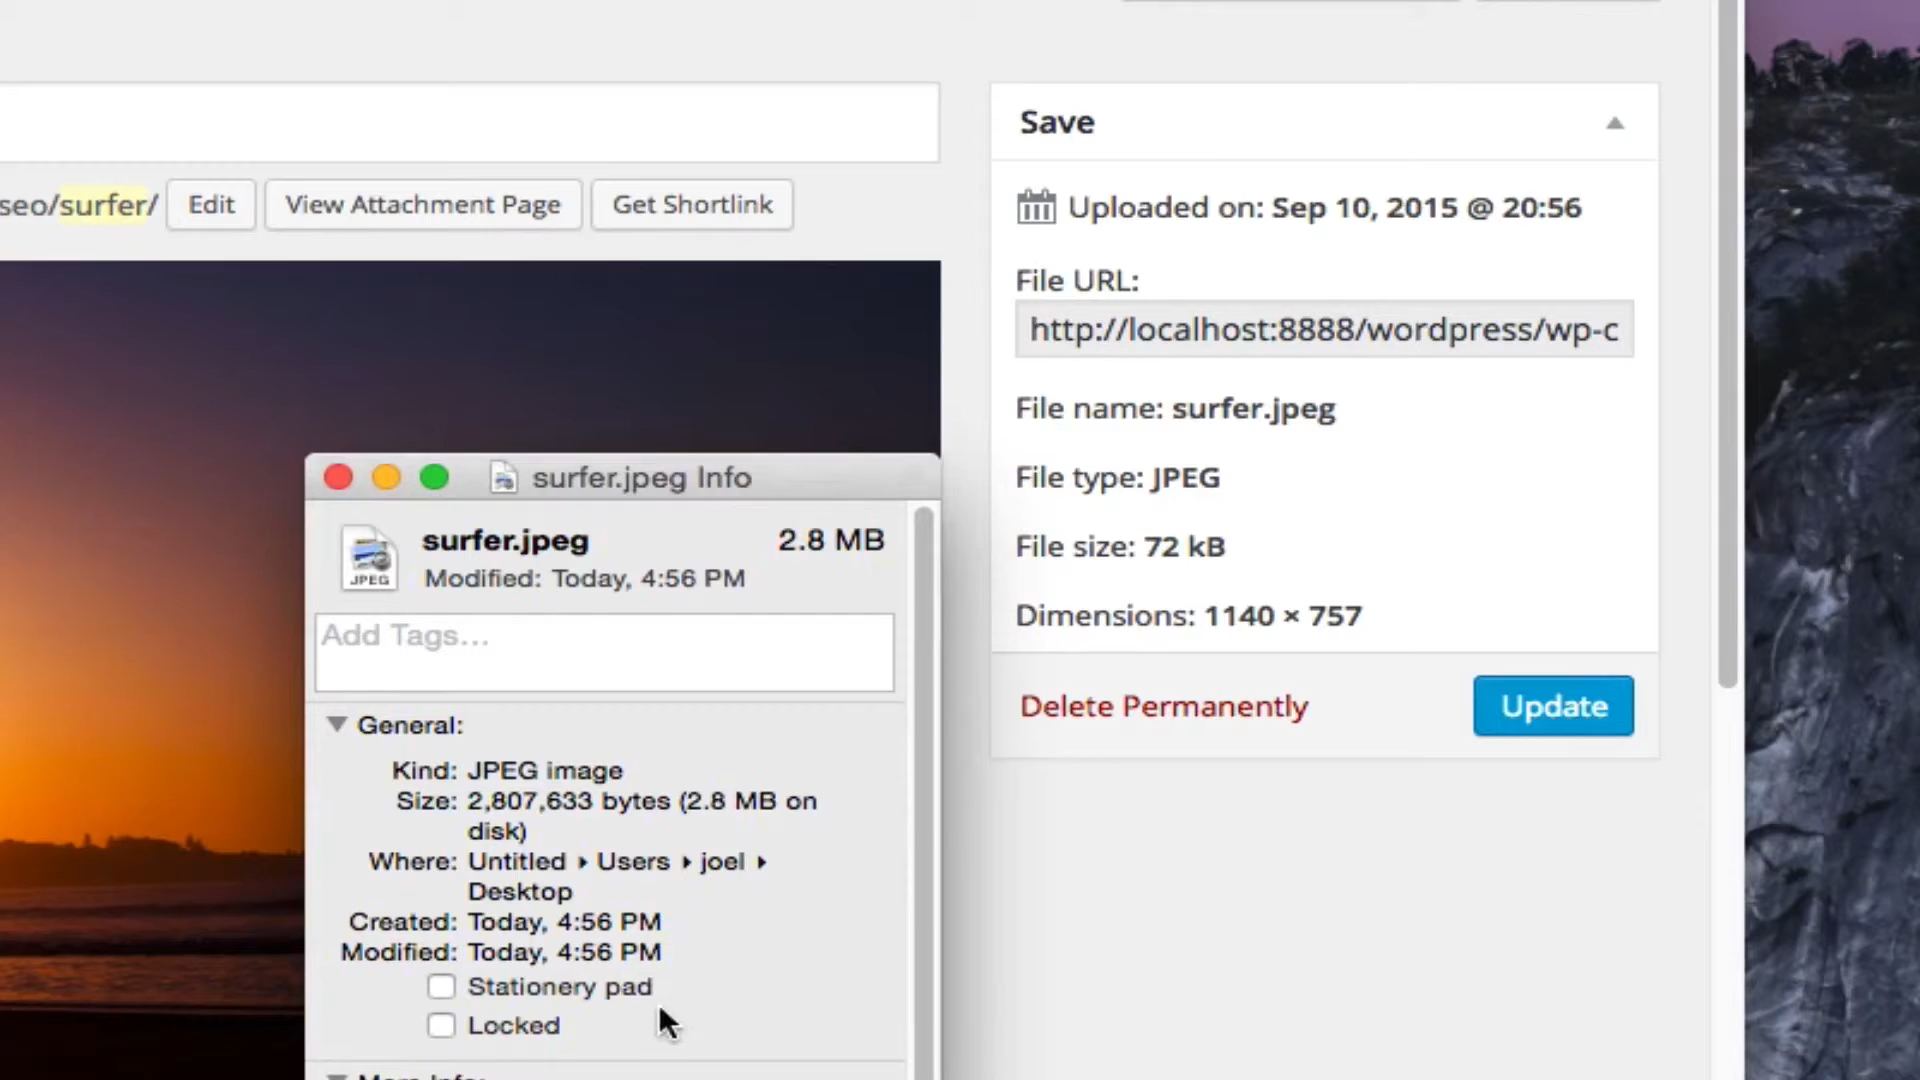 seo/surfer/
Edit
View Attachment Page
Get Shortlink
Save
Uploaded on: Sep 10, 2015 @ 20:56
File URL:
http://localhost:8888/wordpress/wp-c
File name: surfer.jpeg
File type: JPEG
File size: 72 kB
Dimensions: 1140 × 757
Delete Permanently
Update
surfer.jpeg Info
JPEG
surfer.jpeg
2.8 MB
Modified: Today, 4:56 PM
Add Tags...
General:
Kind: JPEG image
Size: 2,807,633 bytes (2.8 MB on
disk)
Where: Untitled ▸ Users ▸ joel ▸
Desktop
Created: Today, 4:56 PM
Modified: Today, 4:56 PM
Stationery pad
Locked
More Info: